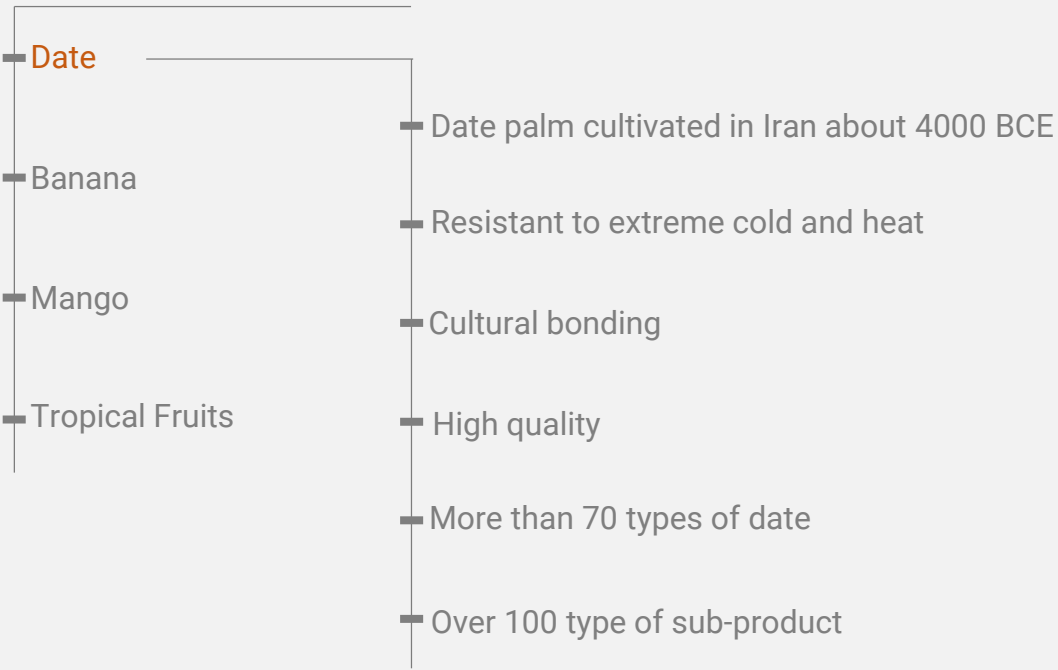 Date
Banana
Mango
Tropical Fruits
Date palm cultivated in Iran about 4000 BCE
Resistant to extreme cold and heat
Cultural bonding
High quality
More than 70 types of date
Over 100 type of sub-product